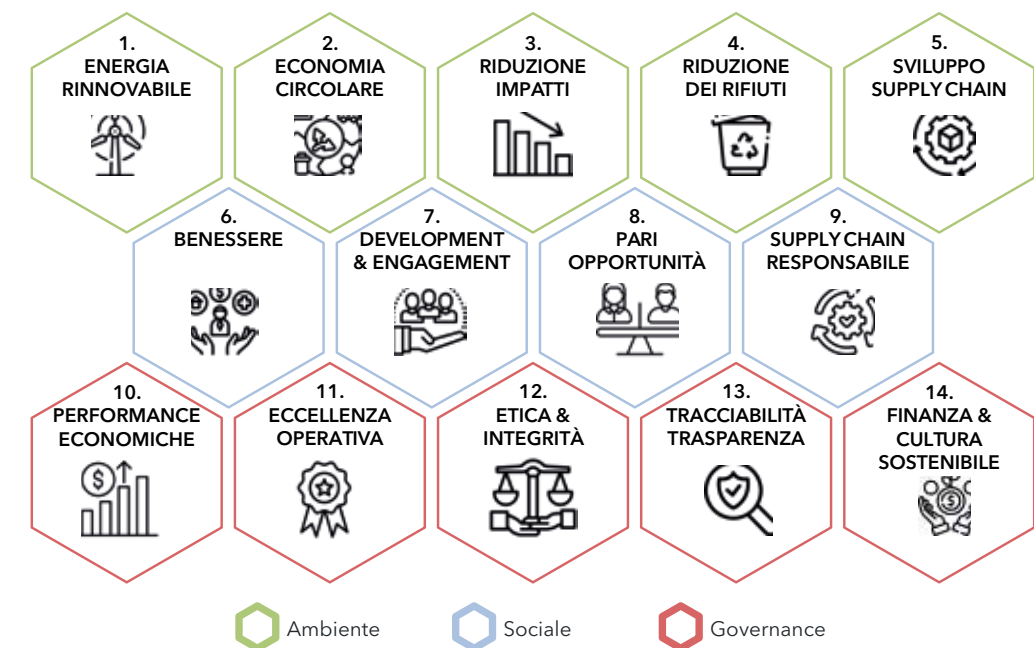 1.
ENERGIA
RINNOVABILE
2.
ECONOMIA
CIRCOLARE
3.
RIDUZIONE
IMPATTI
4.
RIDUZIONE
DEI RIFIUTI
5.
SVILUPPO
SUPPLY CHAIN
6.
BENESSERE
7.
DEVELOPMENT
& ENGAGEMENT
8.
PARI
OPPORTUNITÀ
9.
SUPPLY CHAIN
RESPONSABILE
10.
PERFORMANCE
ECONOMICHE
11.
ECCELLENZA
OPERATIVA
12.
ETICA &
INTEGRITÀ
13.
TRACCIABILITÀ
TRASPARENZA
14.
FINANZA &
CULTURA
SOSTENIBILE
Ambiente
Sociale
Governance